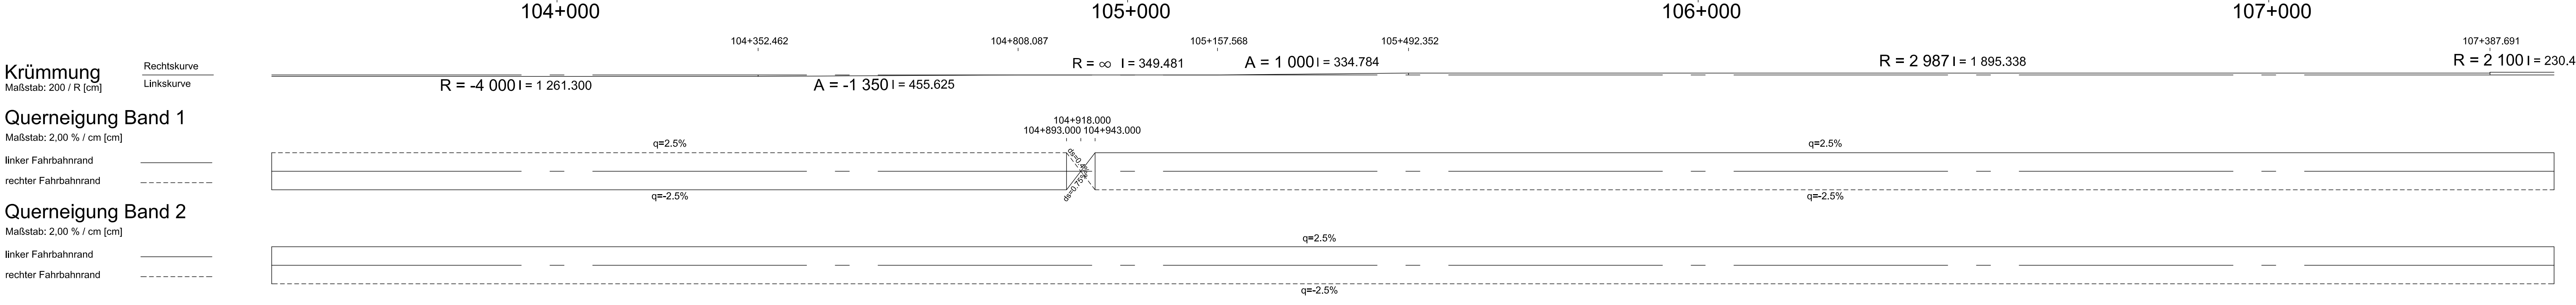 104+000 105+000 106+000 107+000
104+352.462 104+808.087 105+157.568 105+492.352 107+387.691
Krümmung
Maßstab: 200 / R [cm]
Rechtskurve
Linkskurve
R = -4 000 l = 1 261.300
A = -1 350 l = 455.625
R = ∞ l = 349.481
A = 1 000 l = 334.784
R = 2 987 l = 1 895.338
R = 2 100 l = 230.4
Querneigung Band 1
Maßstab: 2,00 % / cm [cm]
linker Fahrbahnrand
rechter Fahrbahnrand
104+918.000
104+893.000 104+943.000
q=2.5% q=2.5%
q=-2.5% q=-2.5%
ds=0.75%
Querneigung Band 2
Maßstab: 2,00 % / cm [cm]
linker Fahrbahnrand
rechter Fahrbahnrand
q=2.5%
q=-2.5%